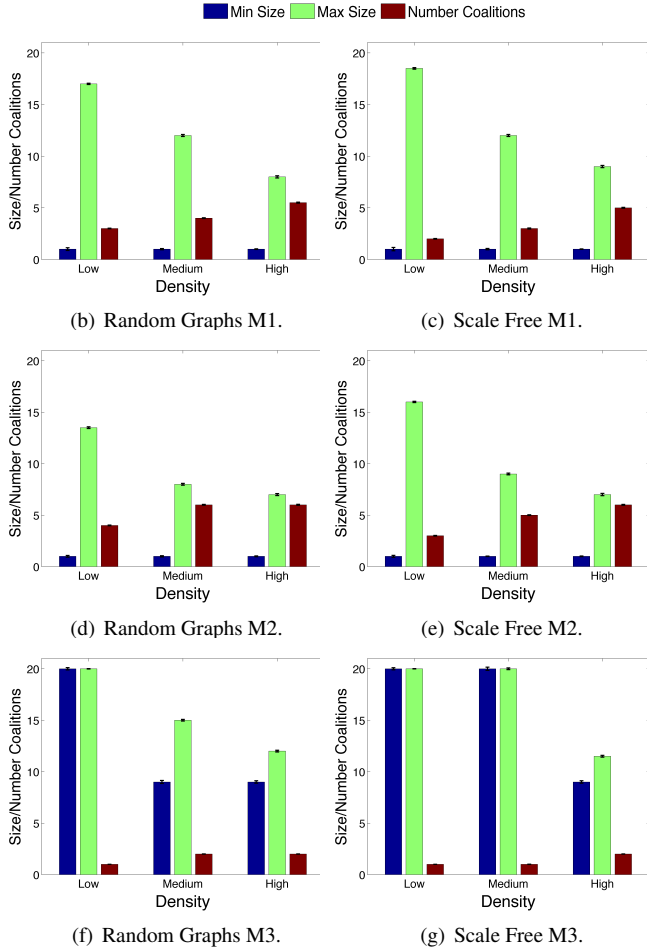 Min Size Max Size Number Coalitions
20
15
10
5
0
Size/Number Coalitions
Low Medium High
Density
(b) Random Graphs M1.
20
15
10
5
0
Size/Number Coalitions
Low Medium High
Density
(c) Scale Free M1.
20
15
10
5
0
Size/Number Coalitions
Low Medium High
Density
(d) Random Graphs M2.
20
15
10
5
0
Size/Number Coalitions
Low Medium High
Density
(e) Scale Free M2.
20
15
10
5
0
Size/Number Coalitions
Low Medium High
Density
(f) Random Graphs M3.
20
15
10
5
0
Size/Number Coalitions
Low Medium High
Density
(g) Scale Free M3.